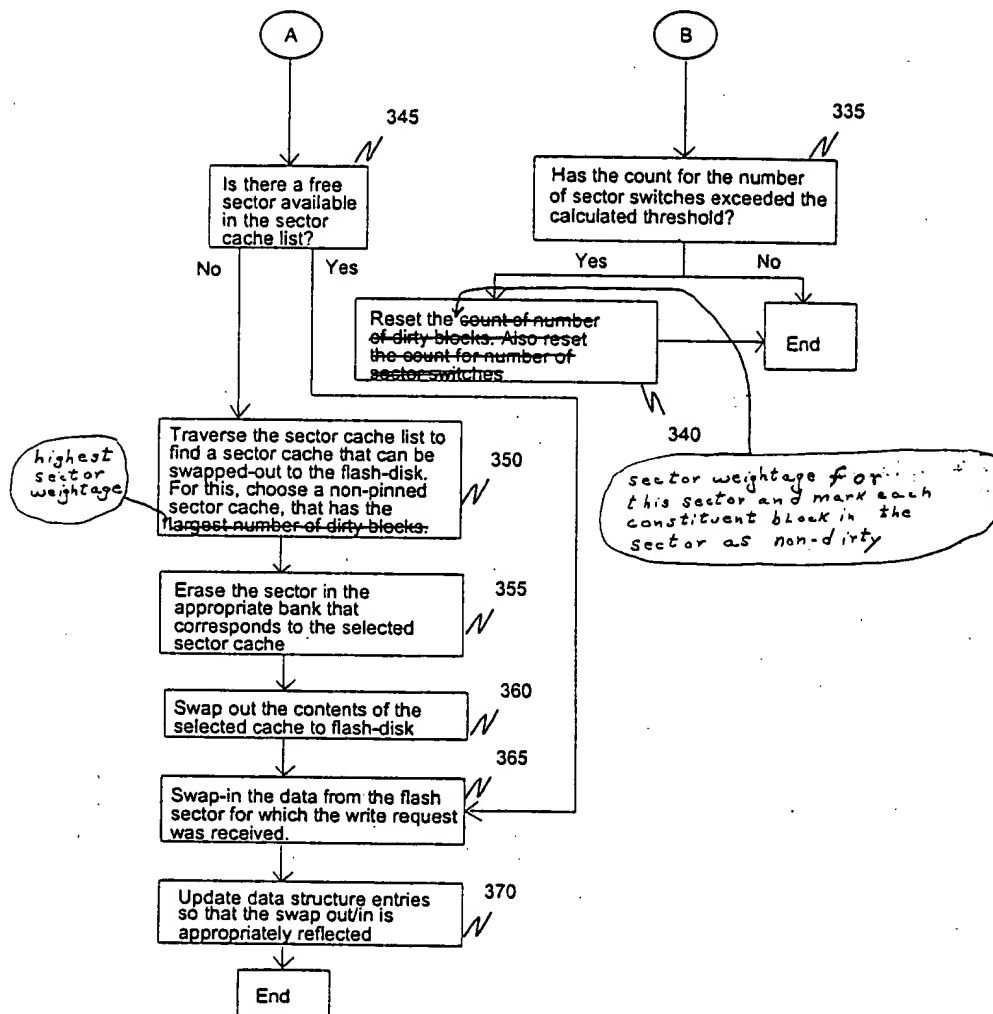 A
B
345
335
Is there a free
sector available
in the sector
cache list?
Has the count for the number
of sector switches exceeded the
calculated threshold?
No
Yes
Yes
No
Reset the count of number
of dirty blocks. Also reset
the count for number of
sector switches
End
340
highest
sector
weightage
Traverse the sector cache list to
find a sector cache that can be
swapped-out to the flash-disk.
For this, choose a non-pinned
sector cache, that has the
largest number of dirty blocks.
350
sector weightage for
this sector and mark each
constituent block in the
sector as non-dirty
Erase the sector in the
appropriate bank that
corresponds to the selected
sector cache
355
Swap out the contents of the
selected cache to flash-disk
360
365
Swap-in the data from the flash
sector for which the write request
was received.
Update data structure entries
so that the swap out/in is
appropriately reflected
370
End